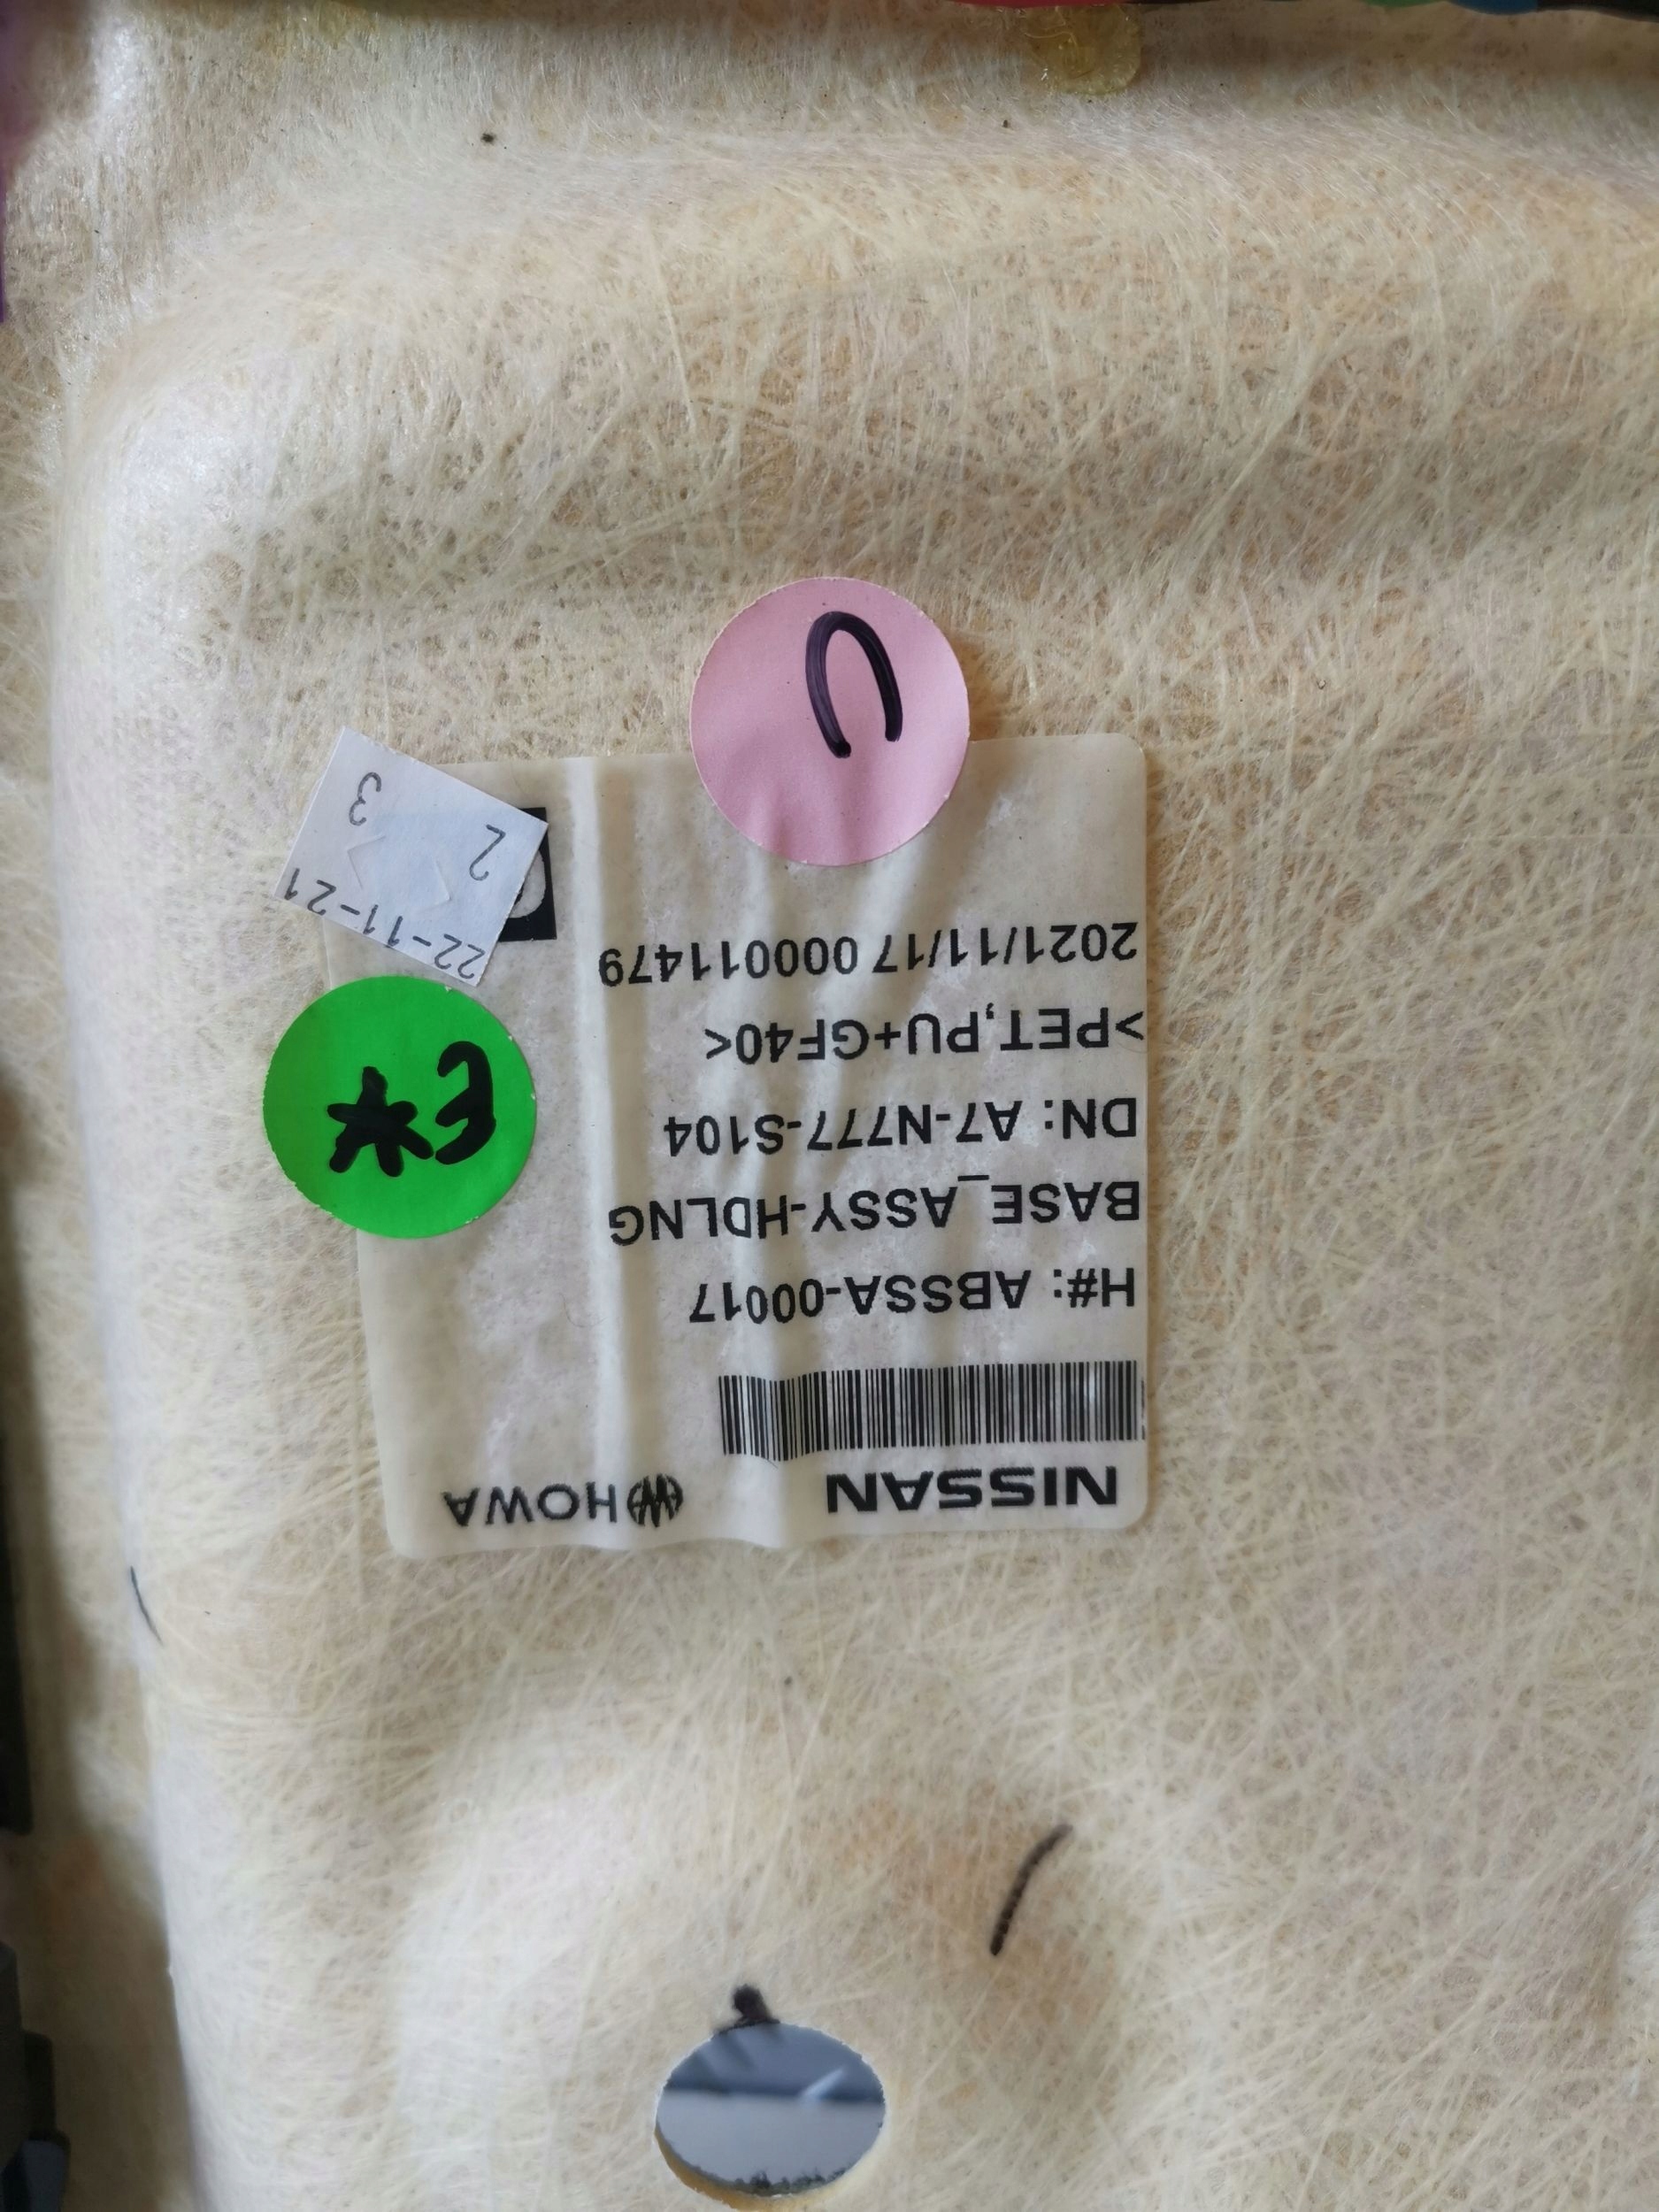 NISSAN HOWA
H#: ABSSA-00017
BASE_ASSY-HDLNG
DN: A7-N777-S104
>PET,PU+GF40<
2021/11/17 000011479
U
E*
22-11-21
2 3